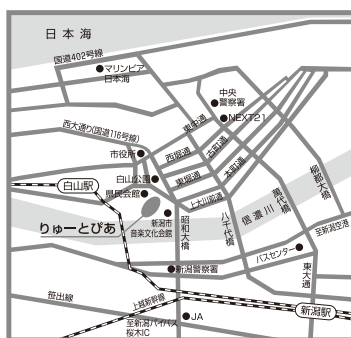 日本海
国道402号線
マリンピア
日本海
中央
警察署
NEXT21
西大通り(国道116号線)
東中通
西堀通
古町通
本町通
東堀通
上大川前通
市役所
白山公園
白山駅
県民会館
りゅーとぴあ
新潟市
音楽文化会館
昭和大橋
八千代橋
信濃川
萬代橋
柳都大橋
至新潟空港
バスセンター
東大通
新潟警察署
笹出線
上越新幹線
至新潟バイパス
桜木IC
JA
新潟駅